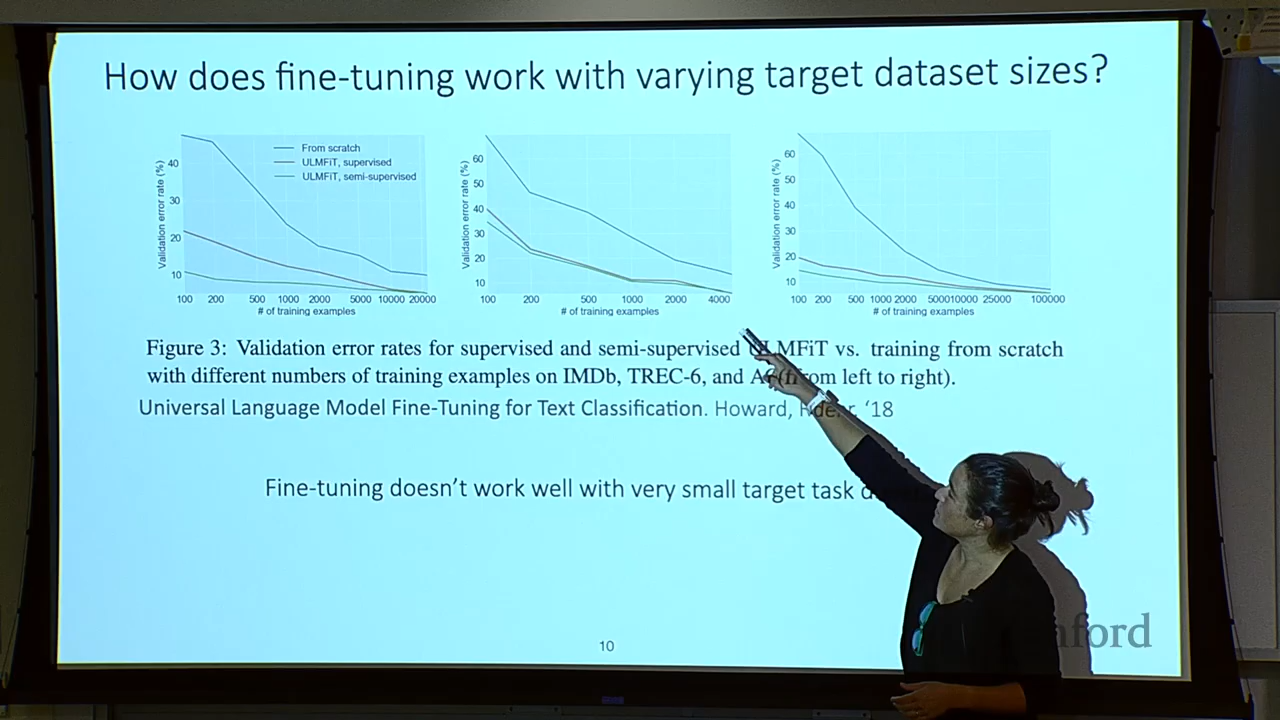 How does fine-tuning work with varying target dataset sizes?
From scratch
ULMFiT, supervised
ULMFiT, semi-supervised
Validation error rate (%)
40
30
20
10
100 200 500 1000 2000 5000 10000 20000
# of training examples
Validation error rate (%)
60
50
40
30
20
10
100 200 500 1000 2000 4000
# of training examples
Validation error rate (%)
60
50
40
30
20
10
100 200 500 1000 2000 5000 10000 25000 100000
# of training examples
Figure 3: Validation error rates for supervised and semi-supervised ULMFiT vs. training from scratch
with different numbers of training examples on IMDb, TREC-6, and (from left to right).
Universal Language Model Fine-Tuning for Text Classification. Howard, '18
Fine-tuning doesn't work well with very small target task
10